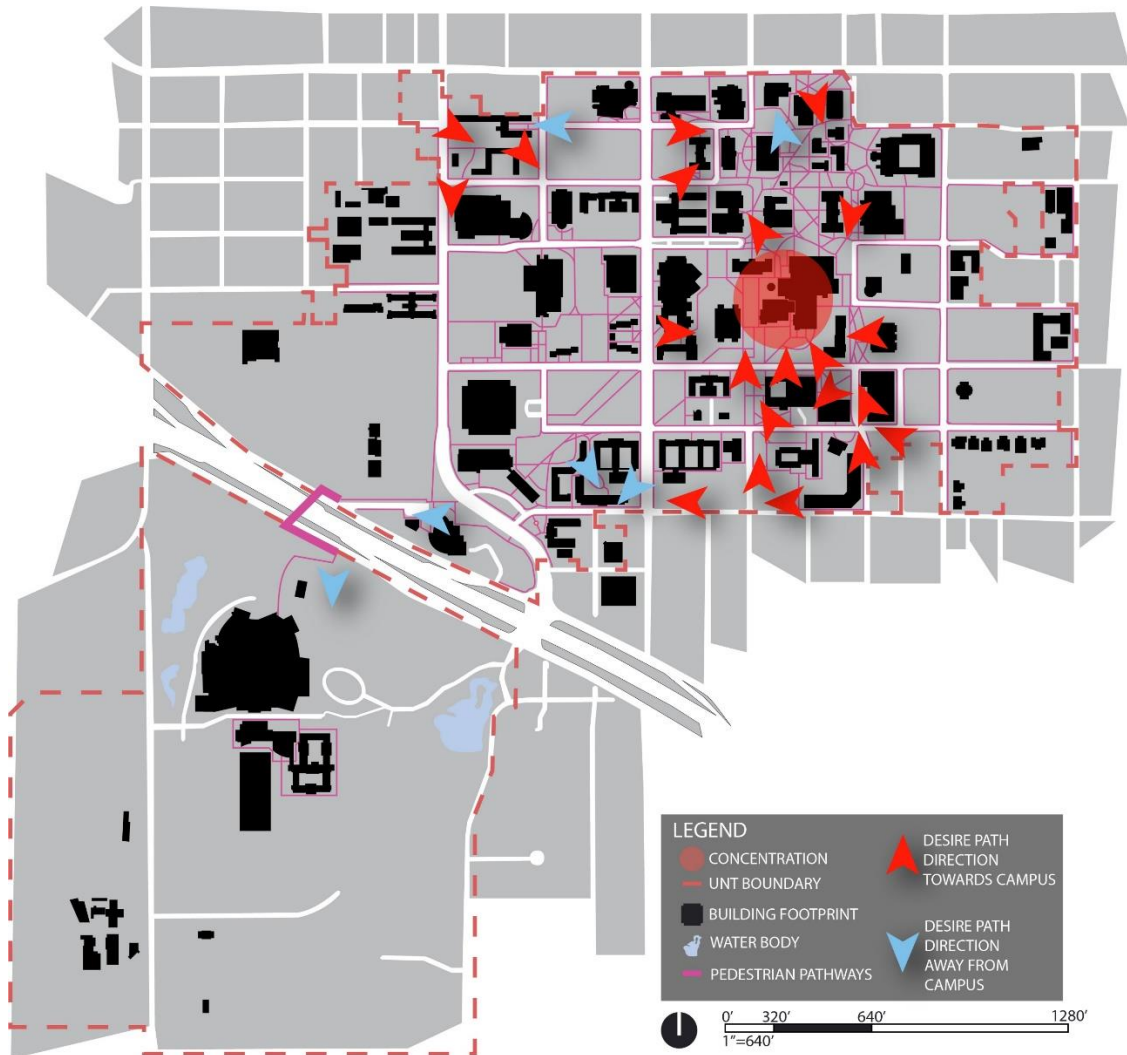 LEGEND
CONCENTRATION
UNT BOUNDARY
BUILDING FOOTPRINT
WATER BODY
PEDESTRIAN PATHWAYS
DESIRE PATH
DIRECTION
TOWARDS CAMPUS
DESIRE PATH
DIRECTION
AWAY FROM
CAMPUS
0' 320' 640' 1280'
1"=640'